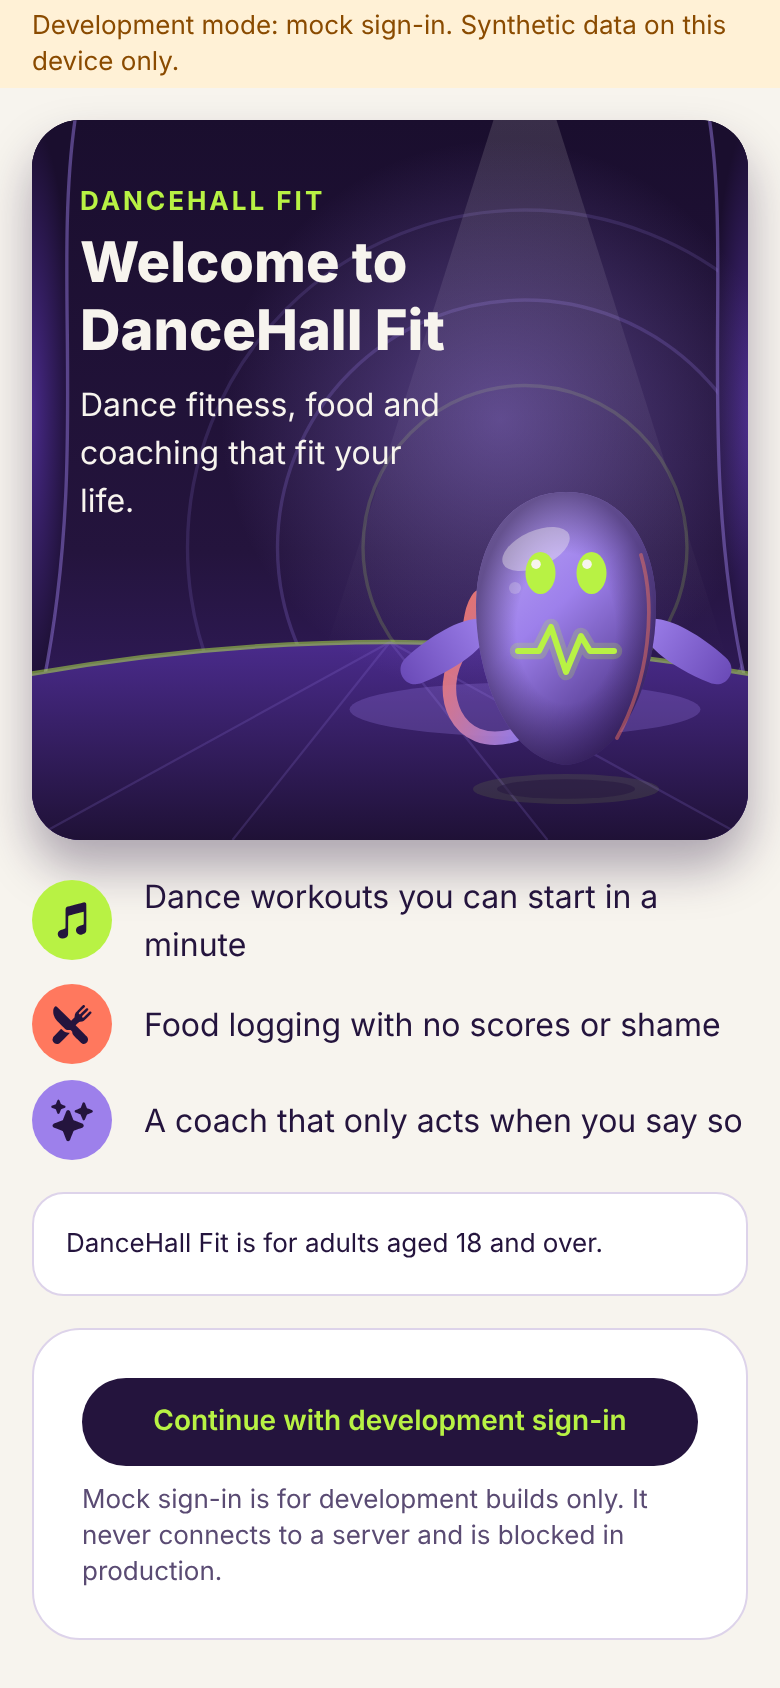 Development mode: mock sign-in. Synthetic data on this
device only.
DANCEHALL FIT
Welcome to
DanceHall Fit
Dance fitness, food and
coaching that fit your
life.
Dance workouts you can start in a
minute
Food logging with no scores or shame
A coach that only acts when you say so
DanceHall Fit is for adults aged 18 and over.
Continue with development sign-in
Mock sign-in is for development builds only. It
never connects to a server and is blocked in
production.